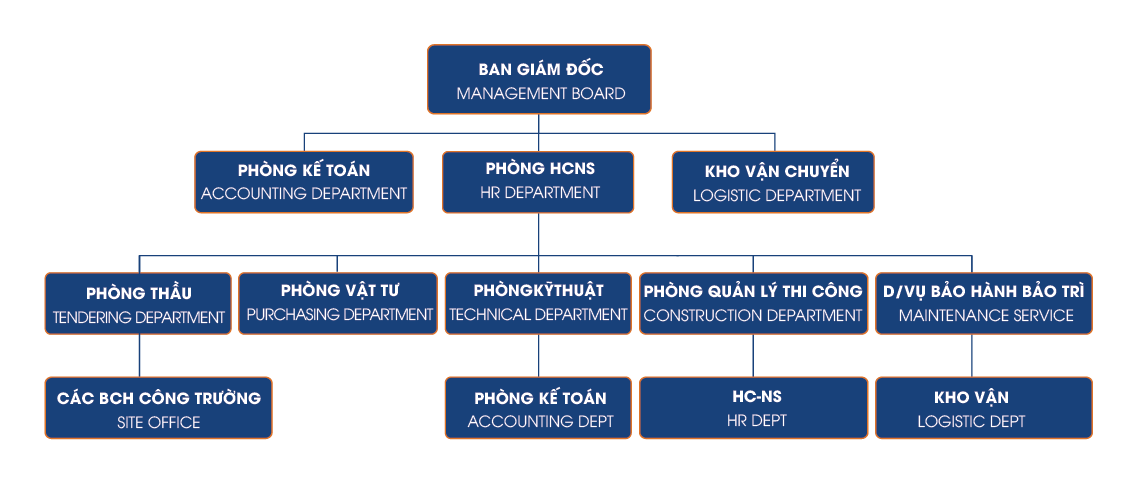 BAN GIÁM ĐỐC
MANAGEMENT BOARD
PHÒNG KẾ TOÁN
ACCOUNTING DEPARTMENT
PHÒNG HCNS
HR DEPARTMENT
KHO VẬN CHUYỂN
LOGISTIC DEPARTMENT
PHÒNG THẦU
TENDERING DEPARTMENT
PHÒNG VẬT TƯ
PURCHASING DEPARTMENT
PHÒNGKỸTHUẬT
TECHNICAL DEPARTMENT
PHÒNG QUẢN LÝ THI CÔNG
CONSTRUCTION DEPARTMENT
D/VỤ BẢO HÀNH BẢO TRÌ
MAINTENANCE SERVICE
CÁC BCH CÔNG TRƯỜNG
SITE OFFICE
PHÒNG KẾ TOÁN
ACCOUNTING DEPT
HC-NS
HR DEPT
KHO VẬN
LOGISTIC DEPT